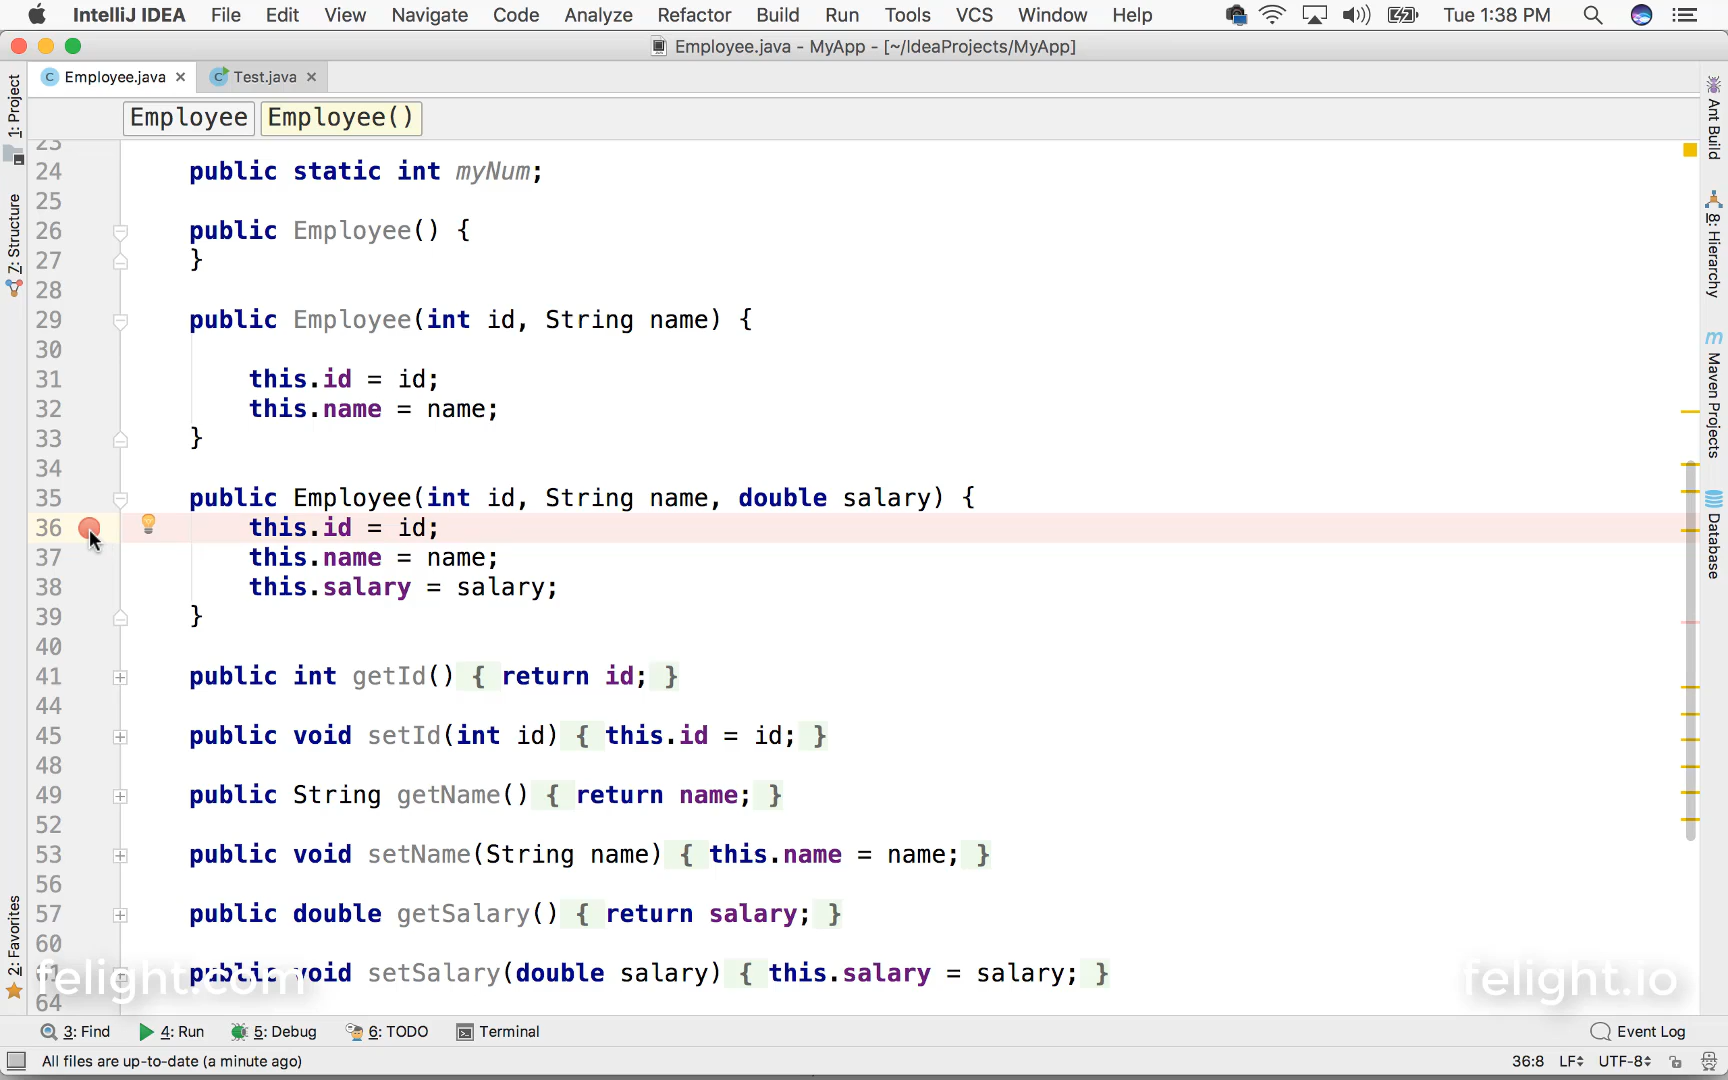 IntelliJ IDEA File Edit View Navigate Code Analyze Refactor Build Run Tools VCS Window Help Tue 1:38 PM
Employee.java - MyApp - [~/IdeaProjects/MyApp]
Employee.java Test.java
Employee Employee()
1: Project
7: Structure
2: Favorites
23
24 public static int myNum;
25
26 public Employee() {
27 }
28
29 public Employee(int id, String name) {
30
31 this.id = id;
32 this.name = name;
33 }
34
35 public Employee(int id, String name, double salary) {
36 this.id = id;
37 this.name = name;
38 this.salary = salary;
39 }
40
41 public int getId() { return id; }
44
45 public void setId(int id) { this.id = id; }
48
49 public String getName() { return name; }
52
53 public void setName(String name) { this.name = name; }
56
57 public double getSalary() { return salary; }
60
61 public void setSalary(double salary) { this.salary = salary; }
64
felight.com
felight.io
Ant Build
8: Hierarchy
m Maven Projects
Database
3: Find 4: Run 5: Debug 6: TODO Terminal Event Log
All files are up-to-date (a minute ago) 36:8 LF UTF-8